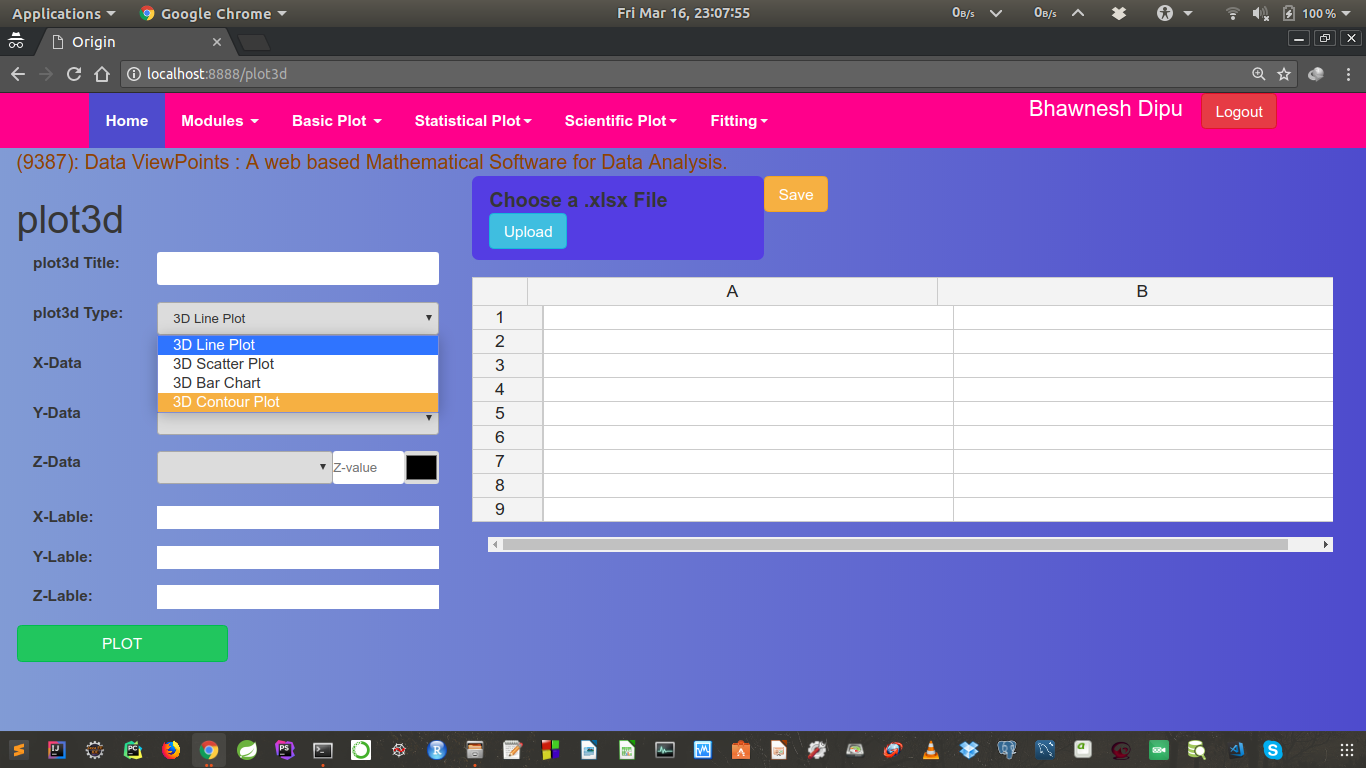 Applications Google Chrome Fri Mar 16, 23:07:55 0B/s 0B/s 100 %
Origin
localhost:8888/plot3d
Home Modules Basic Plot Statistical Plot Scientific Plot Fitting Bhawnesh Dipu Logout
(9387): Data ViewPoints : A web based Mathematical Software for Data Analysis.
plot3d
plot3d Title:
plot3d Type: 3D Line Plot
3D Line Plot
3D Scatter Plot
3D Bar Chart
3D Contour Plot
X-Data
Y-Data
Z-Data Z-value
X-Lable:
Y-Lable:
Z-Lable:
PLOT
Choose a .xlsx File
Upload
Save
A B
1
2
3
4
5
6
7
8
9